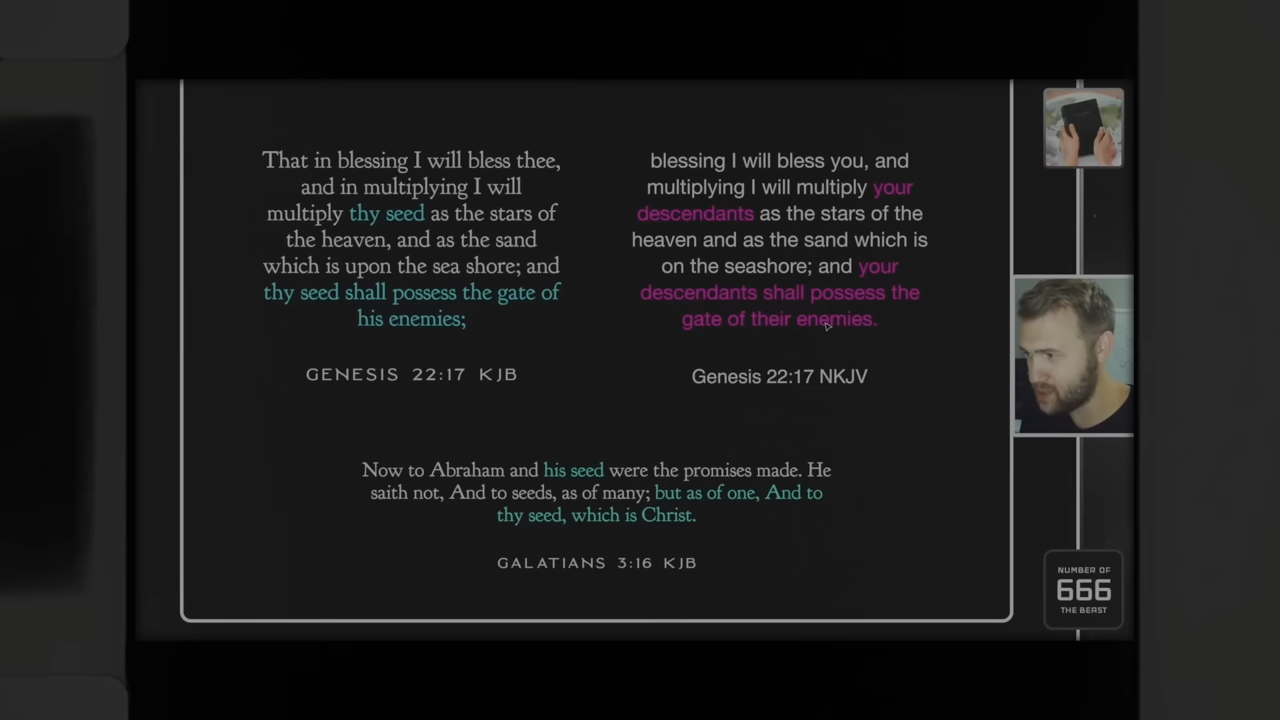 That in blessing I will bless thee,
and in multiplying I will
multiply thy seed as the stars of
the heaven, and as the sand
which is upon the sea shore; and
thy seed shall possess the gate of
his enemies;
GENESIS 22:17 KJB
blessing I will bless you, and
multiplying I will multiply your
descendants as the stars of the
heaven and as the sand which is
on the seashore; and your
descendants shall possess the
gate of their enemies.
Genesis 22:17 NKJV
Now to Abraham and his seed were the promises made. He
saith not, And to seeds, as of many; but as of one, And to
thy seed, which is Christ.
GALATIANS 3:16 KJB
NUMBER OF
666
THE BEAST